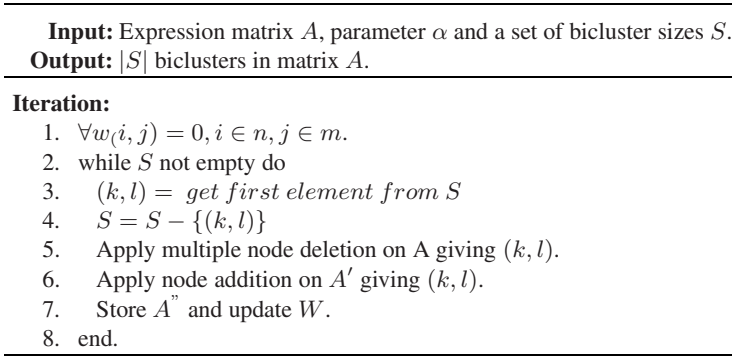 Input: Expression matrix A, parameter α and a set of bicluster sizes S.
Output: |S| biclusters in matrix A.
Iteration:
1. ∀w(i, j) = 0, i ∈ n, j ∈ m.
2. while S not empty do
3. (k, l) = get first element from S
4. S = S − {(k, l)}
5. Apply multiple node deletion on A giving (k, l).
6. Apply node addition on A′ giving (k, l).
7. Store A” and update W.
8. end.